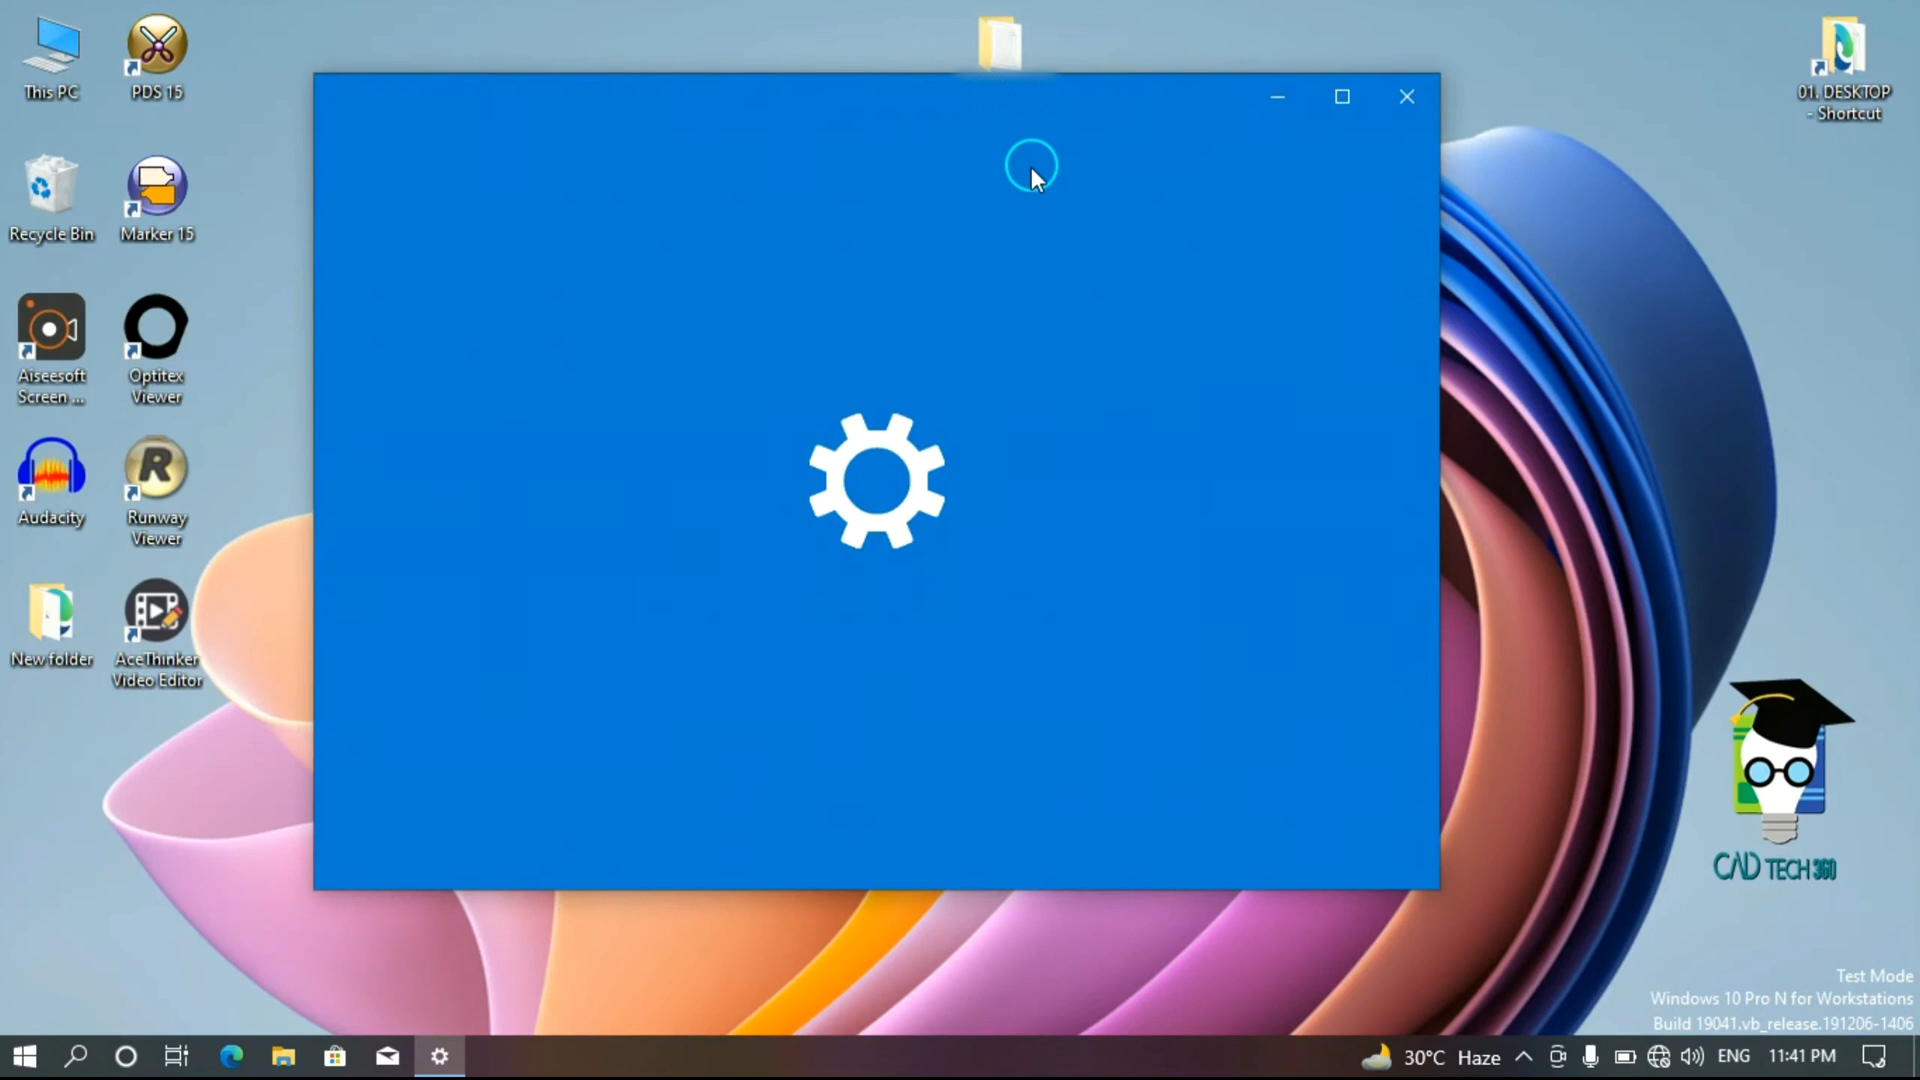 This PC
PDS 15
01. DESKTOP
- Shortcut
Recycle Bin
Marker 15
Aiseesoft
Screen ...
Optitex
Viewer
Audacity
Runway
Viewer
New folder
AceThinker
Video Editor
CAD TECH 360
Test Mode
Windows 10 Pro N for Workstations
Build 19041.vb_release.191206-1406
30°C Haze
ENG
11:41 PM